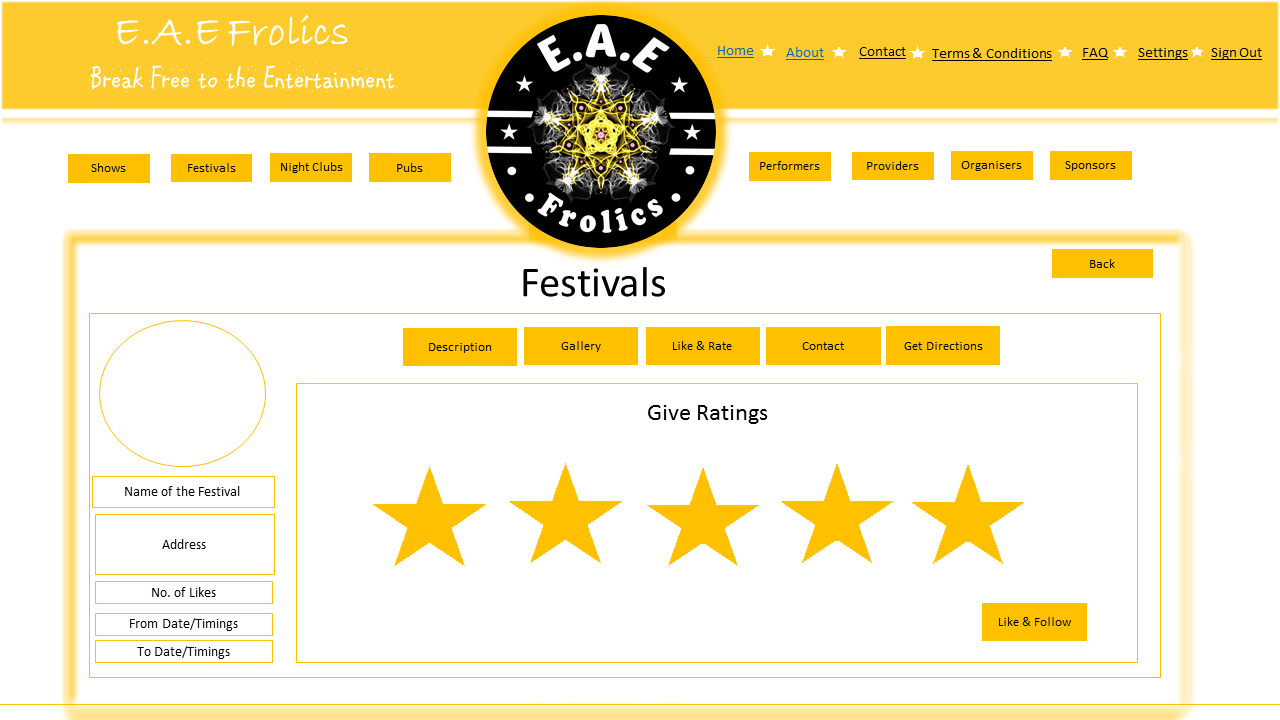 E.A.E Frolics
Break Free to the Entertainment
E.A.E
Frolics
Home About Contact Terms & Conditions FAQ Settings Sign Out
Shows Festivals Night Clubs Pubs Performers Providers Organisers Sponsors
Back
Festivals
Description Gallery Like & Rate Contact Get Directions
Give Ratings
Name of the Festival
Address
No. of Likes
From Date/Timings
To Date/Timings
Like & Follow